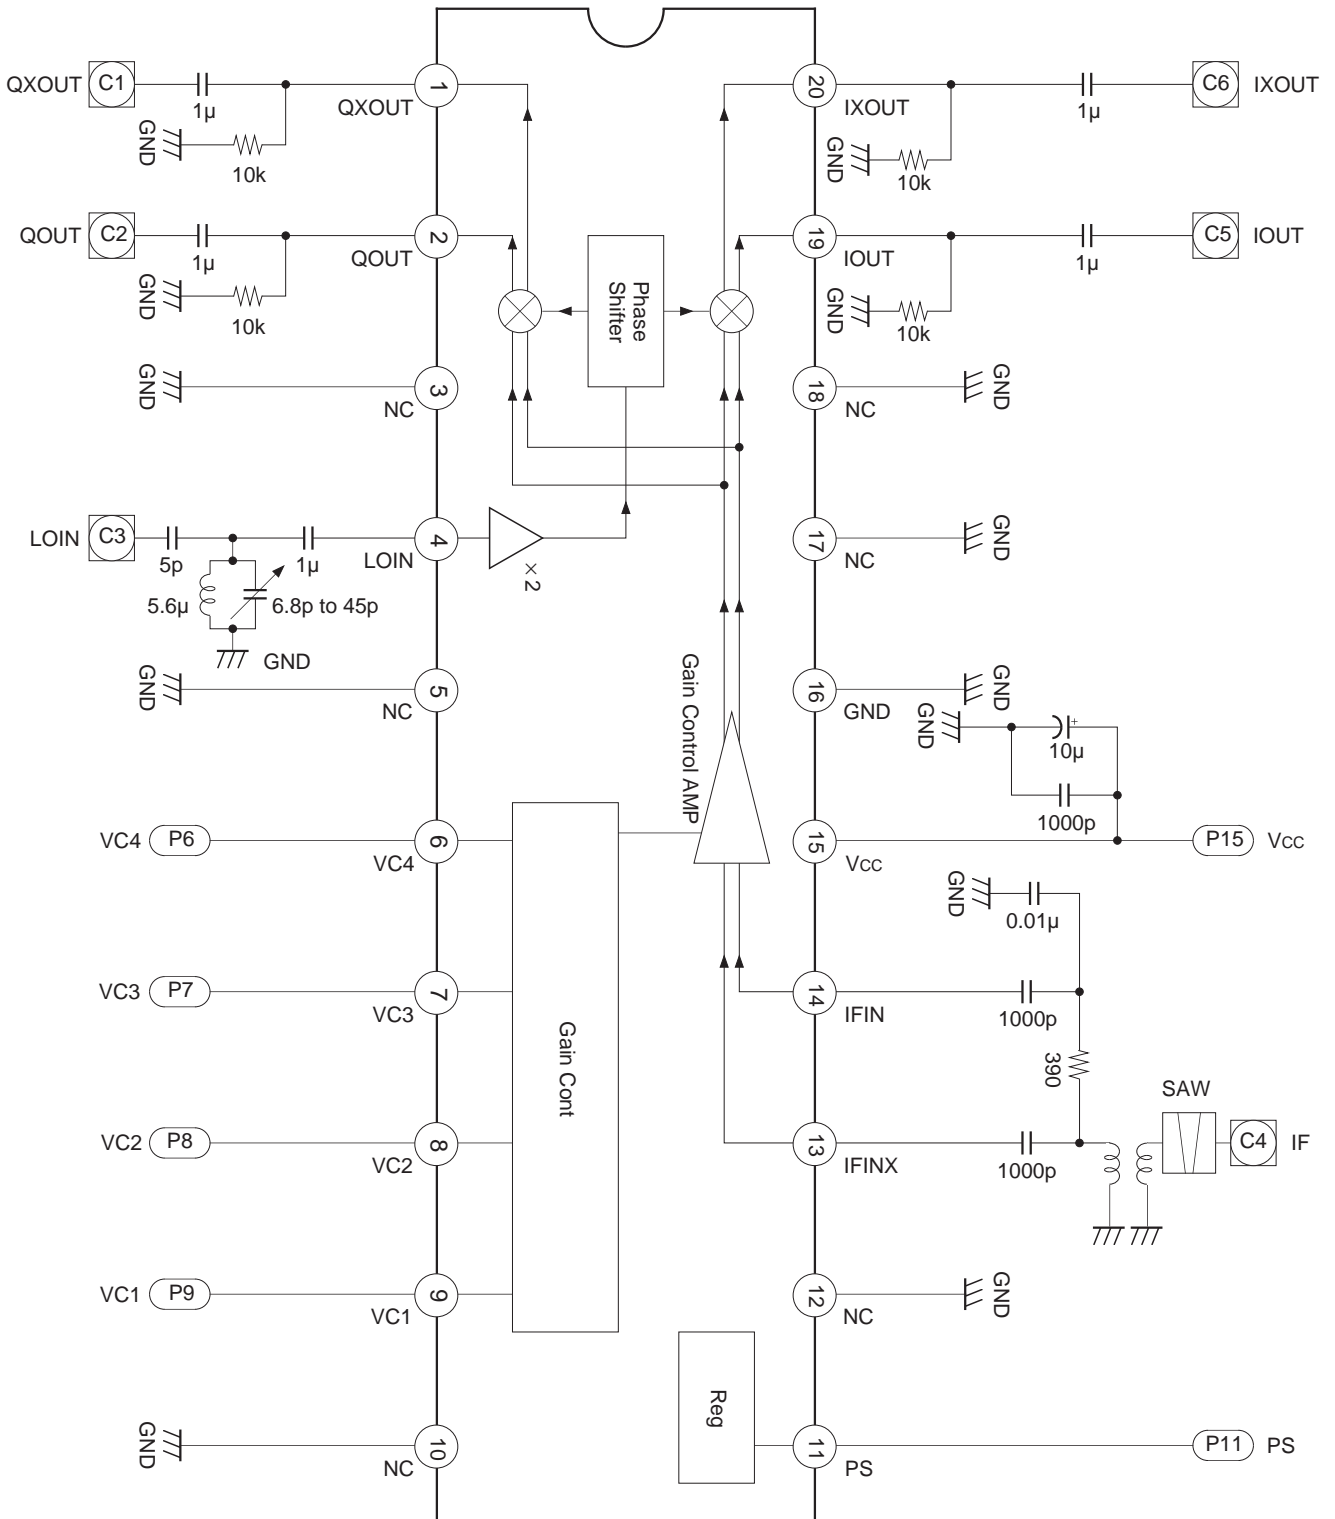 QXOUT C1 1µ 1 QXOUT
GND 10k
QOUT C2 1µ 2 QOUT
GND 10k
GND 3 NC
LOIN C3 5p 1µ 4 LOIN
×2
5.6µ 6.8p to 45p
GND
GND 5 NC
VC4 P6 6 VC4
VC3 P7 7 VC3
VC2 P8 8 VC2
VC1 P9 9 VC1
GND 10 NC
Phase
Shifter
Gain Control AMP
Gain Cont
Reg
20 IXOUT 1µ C6 IXOUT
GND 10k
19 IOUT 1µ C5 IOUT
GND 10k
18 NC GND
17 NC GND
16 GND GND
GND + 10µ
1000p
15 VCC P15 VCC
GND 0.01µ
14 IFIN 1000p
390
SAW
13 IFINX 1000p C4 IF
12 NC GND
11 PS P11 PS